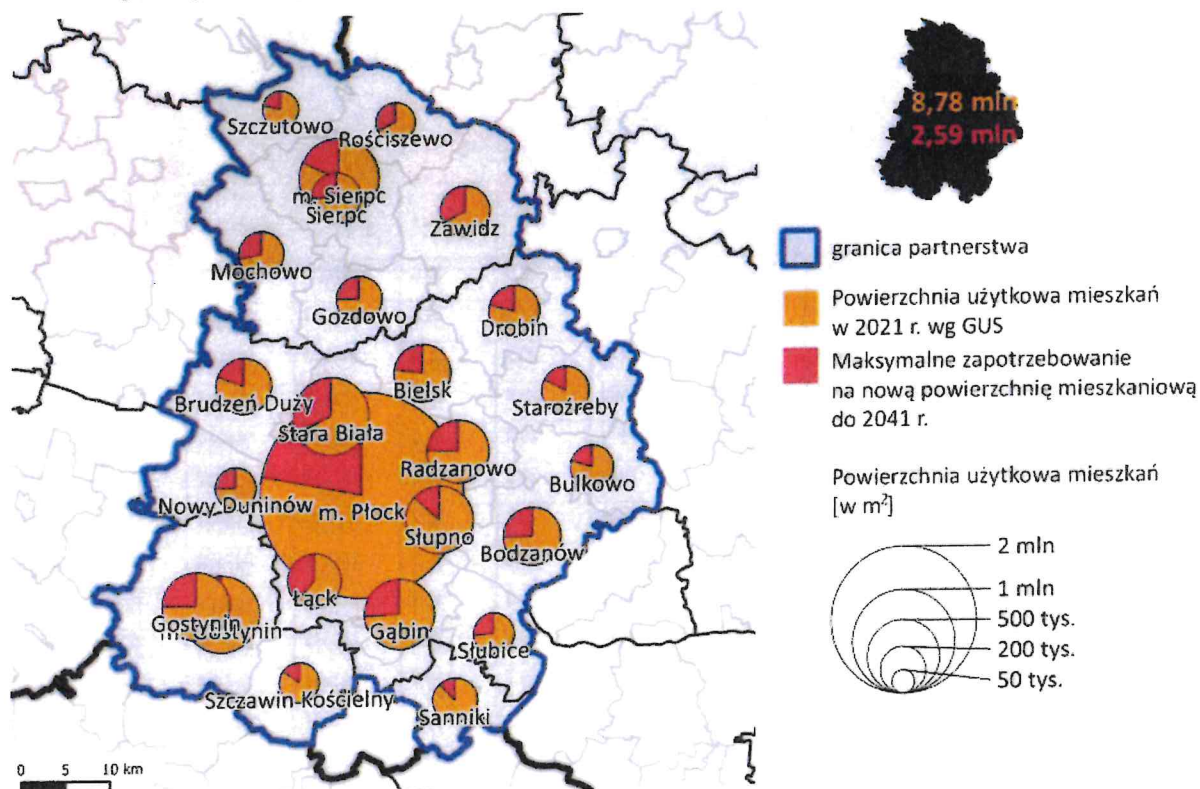 Szczutowo
Rościszewo
m. Sierpc
Sierpc
Zawidz
Mochowo
Gozdowo
Drobin
Bielsk
Brudzeń Duży
Staroźreby
Stara Biała
Radzanowo
Bulkowo
Nowy Duninów
m. Płock
Słupno
Bodzanów
Łąck
Gostynin
m. Gostynin
Gąbin
Słubice
Szczawin Kościelny
Sanniki
0 5 10 km
8,78 mln
2,59 mln
granica partnerstwa
Powierzchnia użytkowa mieszkań
w 2021 r. wg GUS
Maksymalne zapotrzebowanie
na nową powierzchnię mieszkaniową
do 2041 r.
Powierzchnia użytkowa mieszkań
[w m²]
2 mln
1 mln
500 tys.
200 tys.
50 tys.